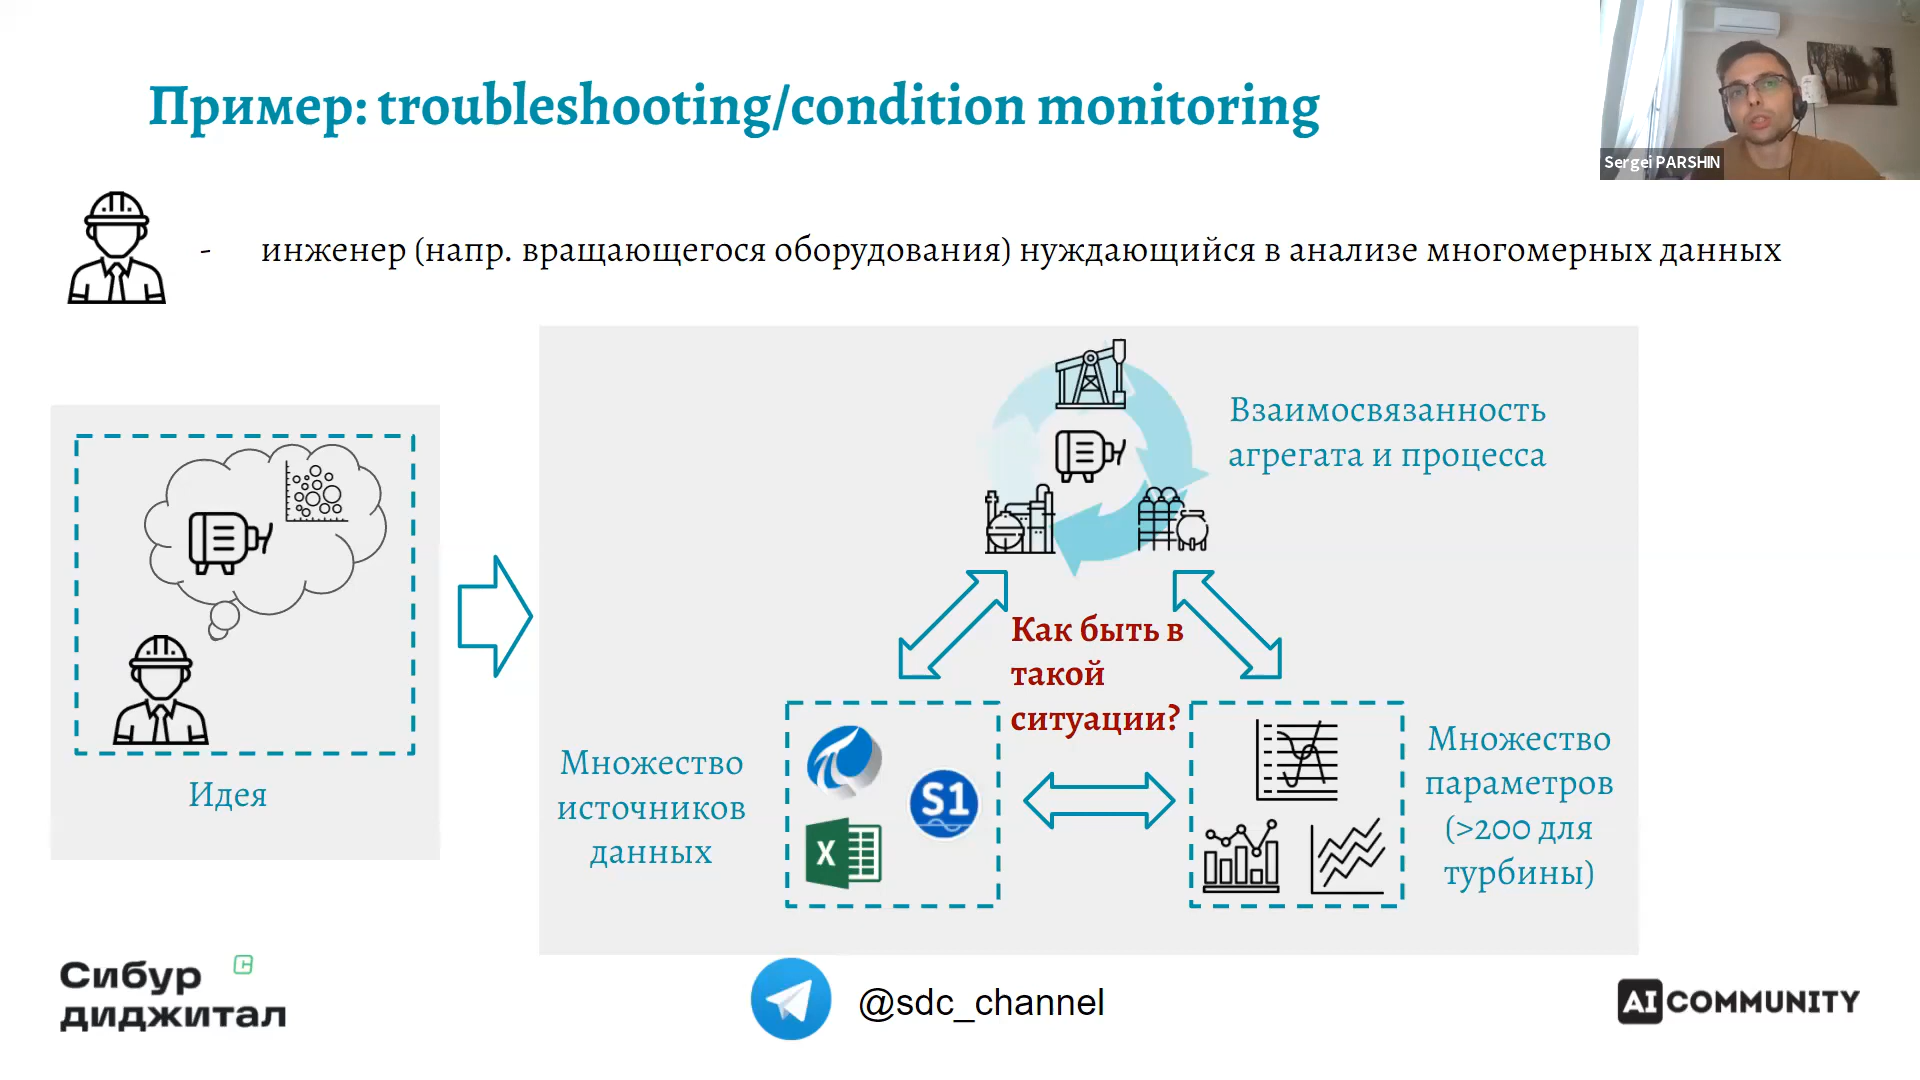 Пример: troubleshooting/condition monitoring
Sergei PARSHIN
- инженер (напр. вращающегося оборудования) нуждающийся в анализе многомерных данных
Взаимосвязанность
агрегата и процесса
Идея
Как быть в
такой
ситуации?
Множество
источников
данных
S1
X
Множество
параметров
(>200 для
турбины)
Сибур
диджитал
@sdc_channel
AI COMMUNITY